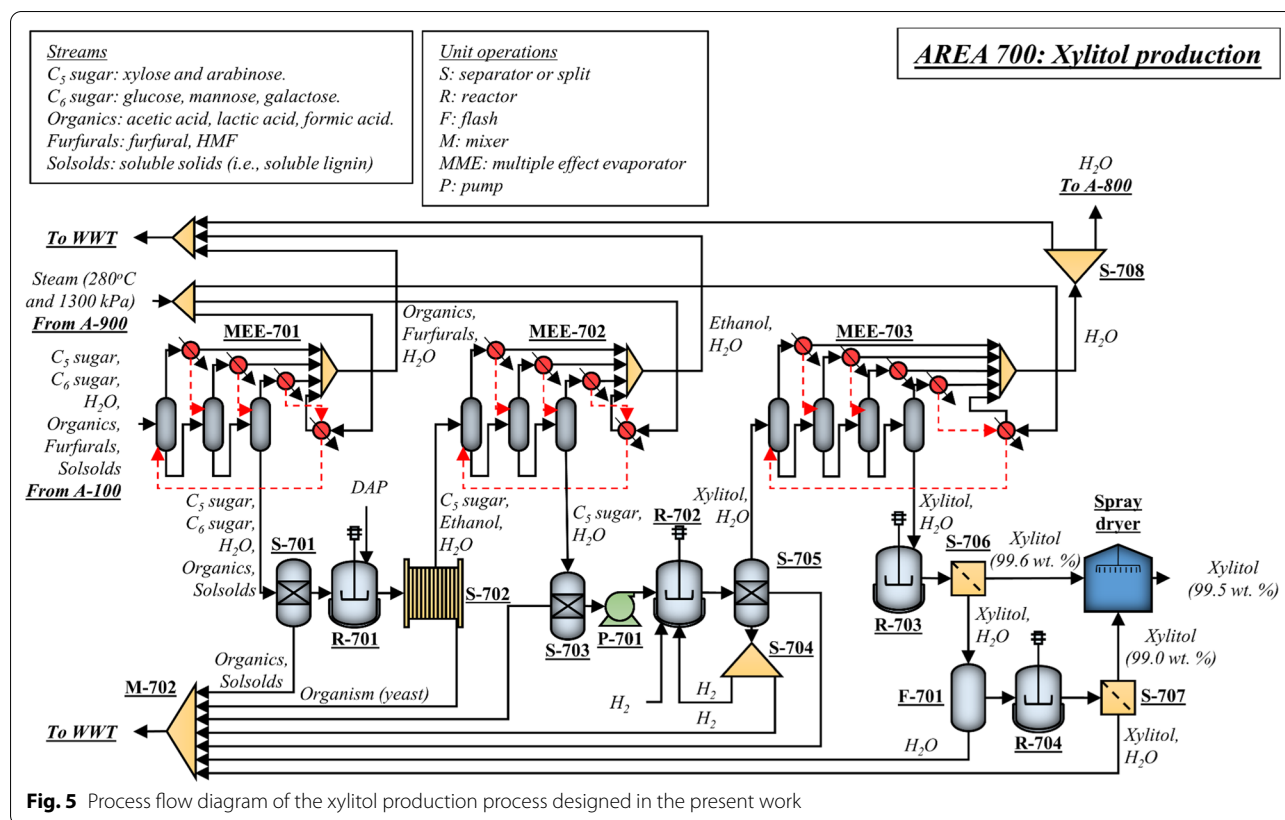 Streams
C5 sugar: xylose and arabinose.
C6 sugar: glucose, mannose, galactose.
Organics: acetic acid, lactic acid, formic acid.
Furfurals: furfural, HMF
Solsolds: soluble solids (i.e., soluble lignin)
Unit operations
S: separator or split
R: reactor
F: flash
M: mixer
MME: multiple effect evaporator
P: pump
AREA 700: Xylitol production
H2O
To A-800
To WWT
S-708
Steam (280oC
and 1300 kPa)
From A-900
MEE-701
Organics,
Furfurals,
H2O
MEE-702
Ethanol,
H2O
MEE-703
H2O
C5 sugar,
C6 sugar,
H2O,
Organics,
Furfurals,
Solsolds
From A-100
C5 sugar,
C6 sugar,
H2O,
Organics,
Solsolds
S-701
DAP
R-701
C5 sugar,
Ethanol,
H2O
S-702
C5 sugar,
H2O
S-703
P-701
R-702
Xylitol,
H2O
S-705
S-704
Xylitol,
H2O
R-703
S-706
Xylitol
(99.6 wt. %)
Spray
dryer
Xylitol
(99.5 wt. %)
Xylitol,
H2O
Xylitol
(99.0 wt. %)
F-701
R-704
S-707
Organics,
Solsolds
M-702
Organism (yeast)
H2
H2
H2
H2O
Xylitol,
H2O
To WWT
Fig. 5 Process flow diagram of the xylitol production process designed in the present work